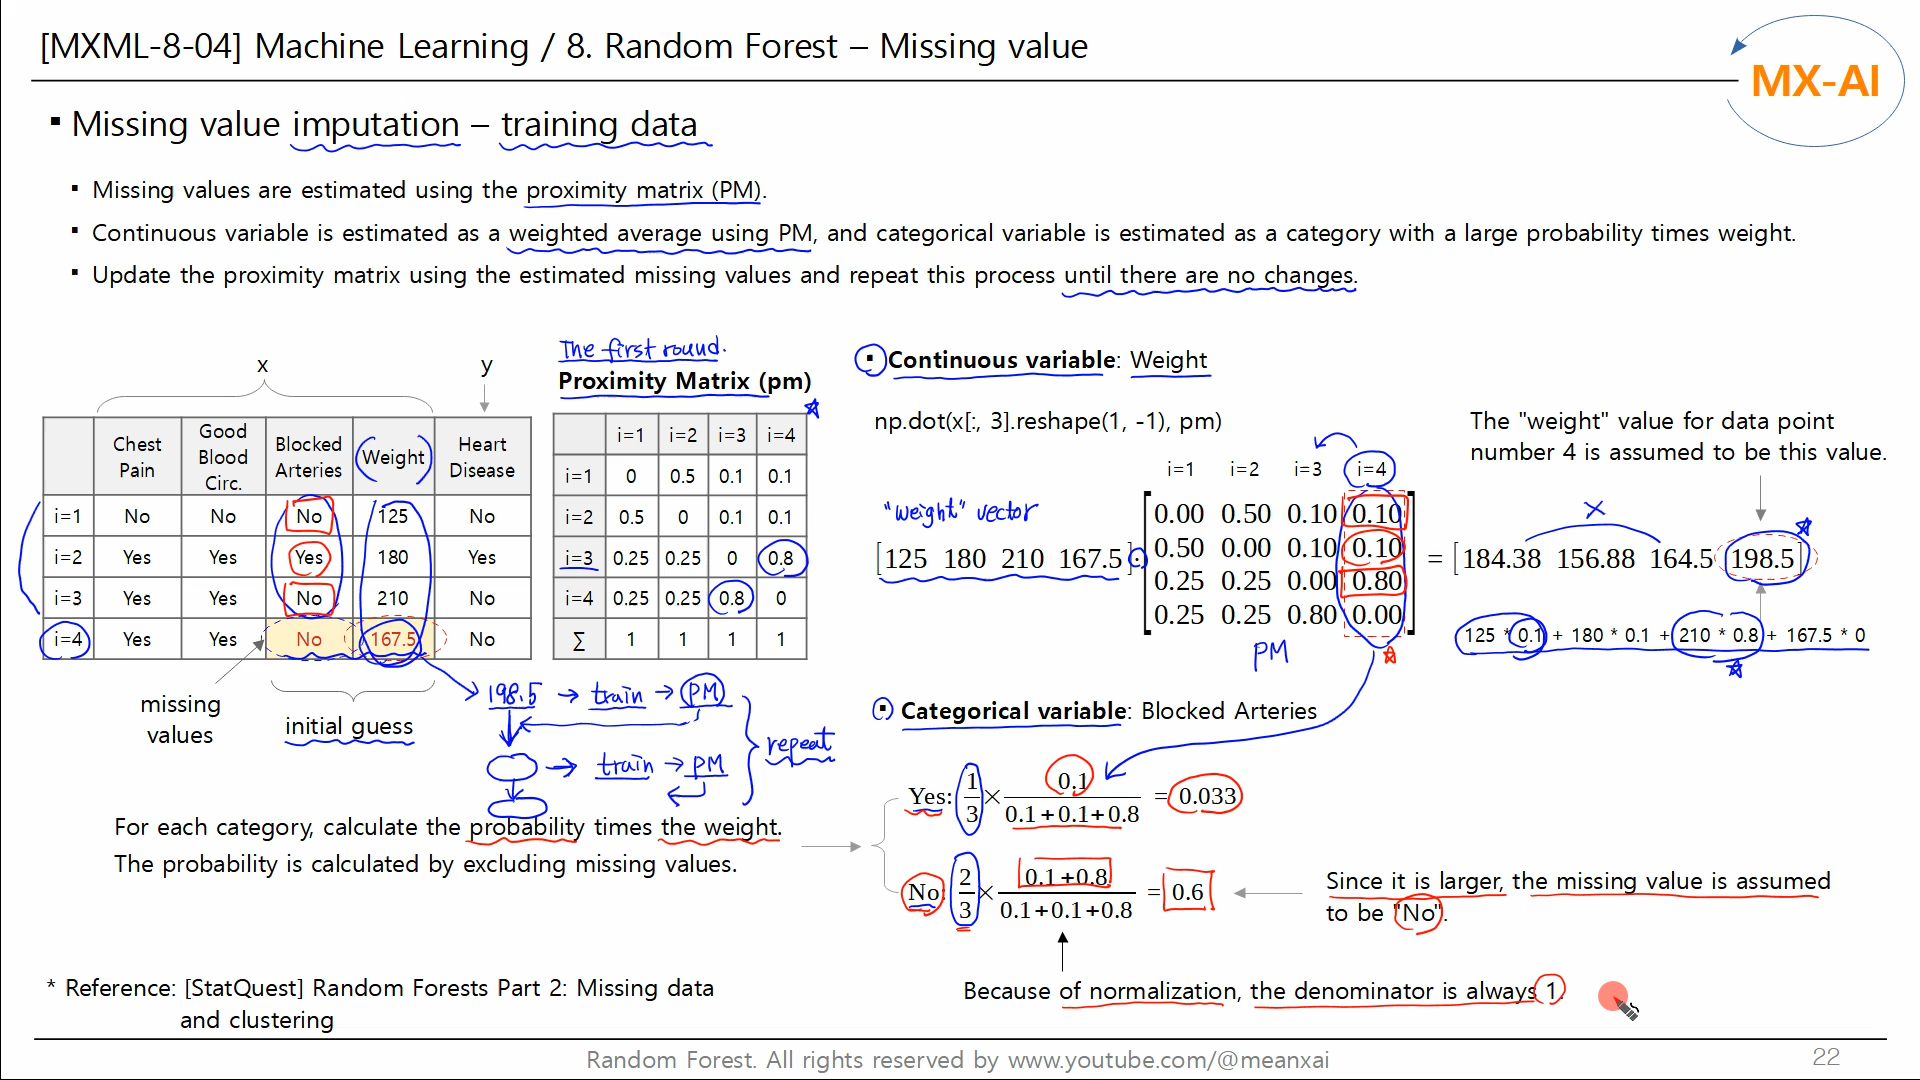 [MXML-8-04] Machine Learning / 8. Random Forest – Missing value
MX-AI
▪ Missing value imputation – training data
▪ Missing values are estimated using the proximity matrix (PM).
▪ Continuous variable is estimated as a weighted average using PM, and categorical variable is estimated as a category with a large probability times weight.
▪ Update the proximity matrix using the estimated missing values and repeat this process until there are no changes.
x y
Chest Pain Good Blood Circ. Blocked Arteries Weight Heart Disease
i=1 No No No 125 No
i=2 Yes Yes Yes 180 Yes
i=3 Yes Yes No 210 No
i=4 Yes Yes No 167.5 No
missing values
initial guess
The first round.
Proximity Matrix (pm)
i=1 i=2 i=3 i=4
i=1 0 0.5 0.1 0.1
i=2 0.5 0 0.1 0.1
i=3 0.25 0.25 0 0.8
i=4 0.25 0.25 0.8 0
∑ 1 1 1 1
198.5 → train → PM
→ train → PM
repeat
▪ Continuous variable: Weight
np.dot(x[:, 3].reshape(1, -1), pm)
i=1 i=2 i=3 i=4
"weight" vector
[125 180 210 167.5] ·
0.00 0.50 0.10 0.10
0.50 0.00 0.10 0.10
0.25 0.25 0.00 0.80
0.25 0.25 0.80 0.00
PM
= [184.38 156.88 164.5 198.5]
x
The "weight" value for data point
number 4 is assumed to be this value.
125 * 0.1 + 180 * 0.1 + 210 * 0.8 + 167.5 * 0
▪ Categorical variable: Blocked Arteries
Yes: 1/3 × 0.1/(0.1+0.1+0.8) = 0.033
No: 2/3 × (0.1+0.8)/(0.1+0.1+0.8) = 0.6
For each category, calculate the probability times the weight.
The probability is calculated by excluding missing values.
Since it is larger, the missing value is assumed
to be "No".
Because of normalization, the denominator is always 1.
* Reference: [StatQuest] Random Forests Part 2: Missing data
and clustering
Random Forest. All rights reserved by www.youtube.com/@meanxai
22